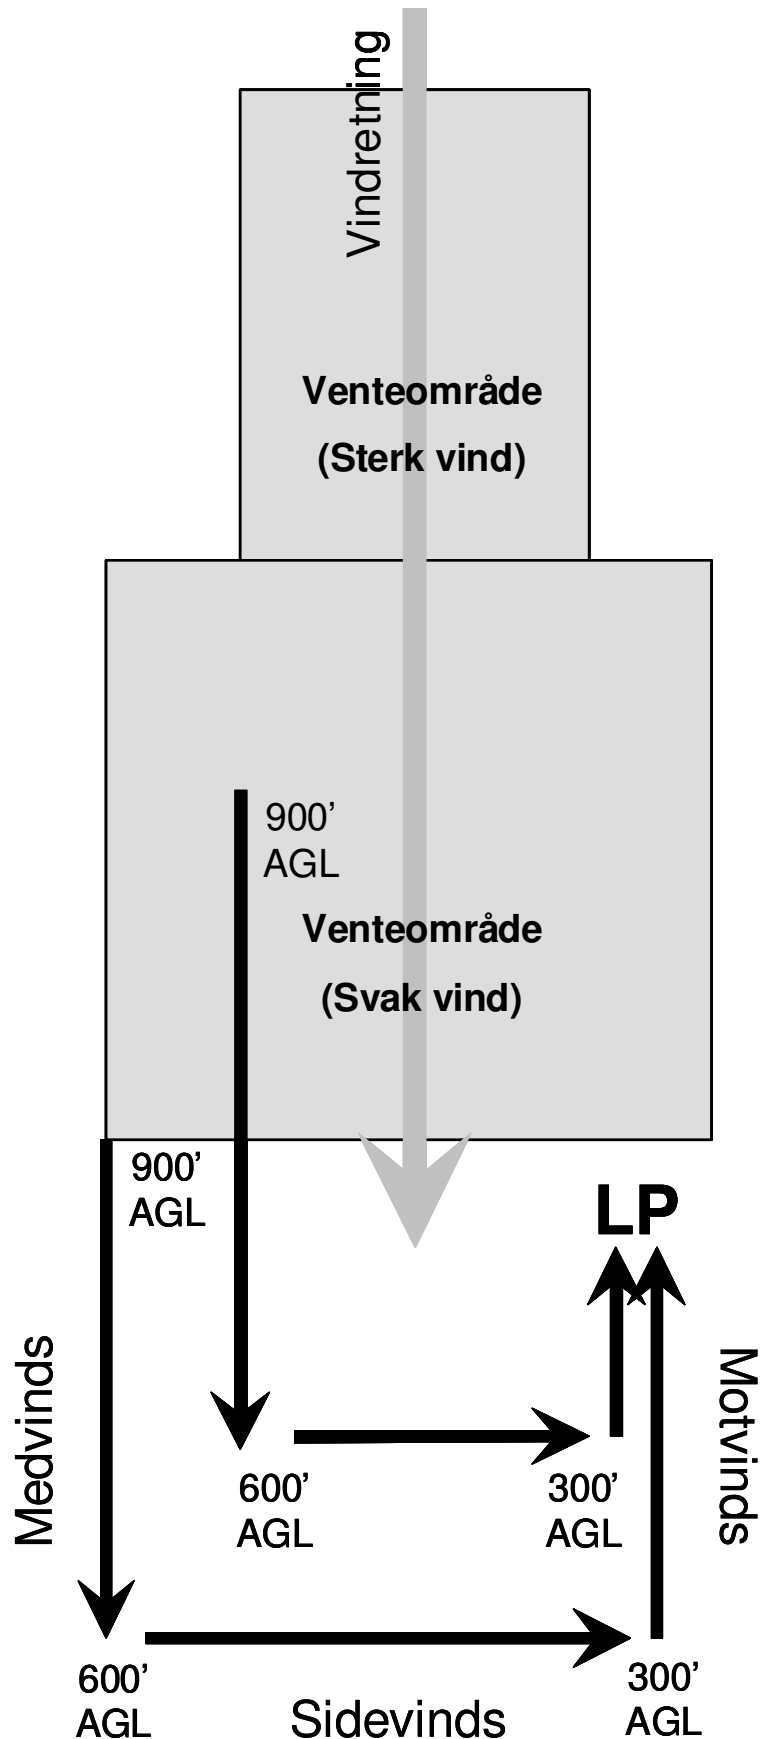 Vindretning
Venteområde
(Sterk vind)
900’
AGL
Venteområde
(Svak vind)
900’
AGL
LP
Medvinds
Motvinds
600’
AGL
300’
AGL
600’
AGL
Sidevinds
300’
AGL